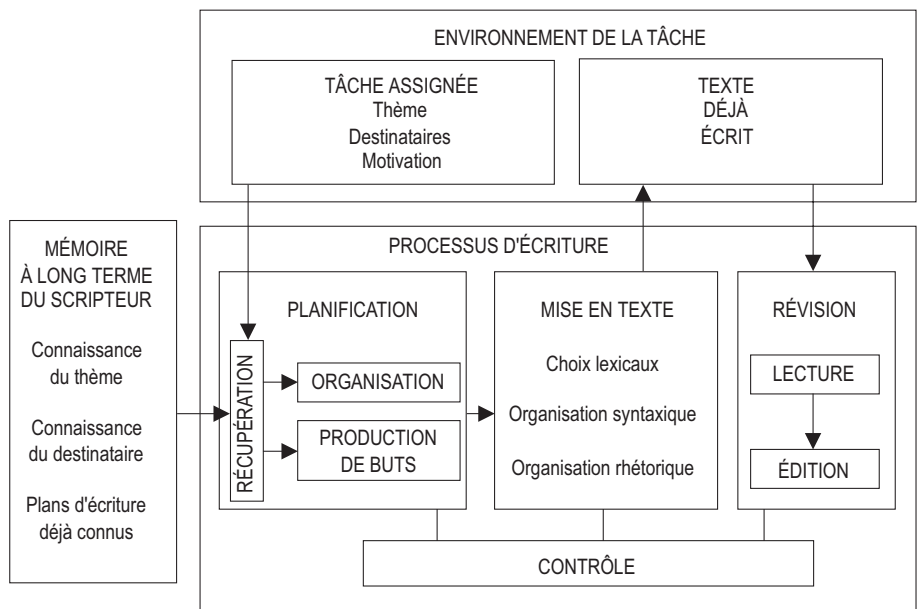 ENVIRONNEMENT DE LA TÂCHE
TÂCHE ASSIGNÉE
Thème
Destinataires
Motivation
TEXTE
DÉJÀ
ÉCRIT
MÉMOIRE
À LONG TERME
DU SCRIPTEUR
Connaissance
du thème
Connaissance
du destinataire
Plans d'écriture
déjà connus
PROCESSUS D'ÉCRITURE
PLANIFICATION
RÉCUPÉRATION
ORGANISATION
PRODUCTION
DE BUTS
MISE EN TEXTE
Choix lexicaux
Organisation syntaxique
Organisation rhétorique
RÉVISION
LECTURE
ÉDITION
CONTRÔLE